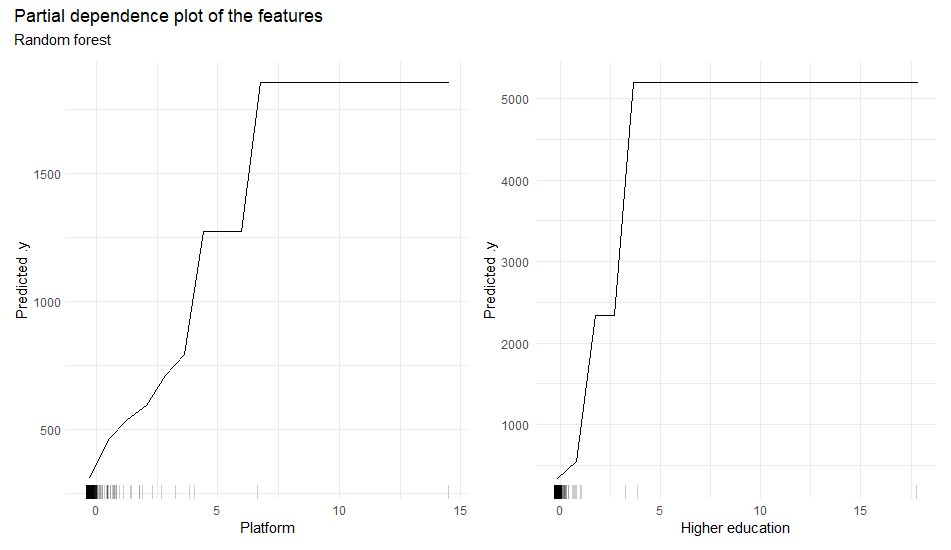 Partial dependence plot of the features
Random forest
Predicted .y
1500
1000
500
0
5
10
15
Platform
Predicted .y
5000
4000
3000
2000
1000
0
5
10
15
Higher education